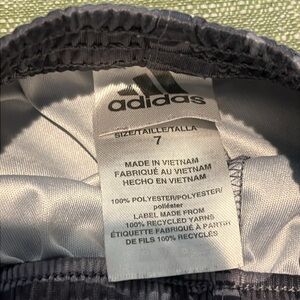 adidas
SIZE/TAILLE/TALLA
7
MADE IN VIETNAM
FABRIQUÉ AU VIETNAM
HECHO EN VIETNAM
100% POLYESTER/POLYESTER/
poliéster
LABEL MADE FROM
100% RECYCLED YARNS
ÉTIQUETTE FABRIQUÉE À PARTIR
DE FILS 100% RECYCLÉS